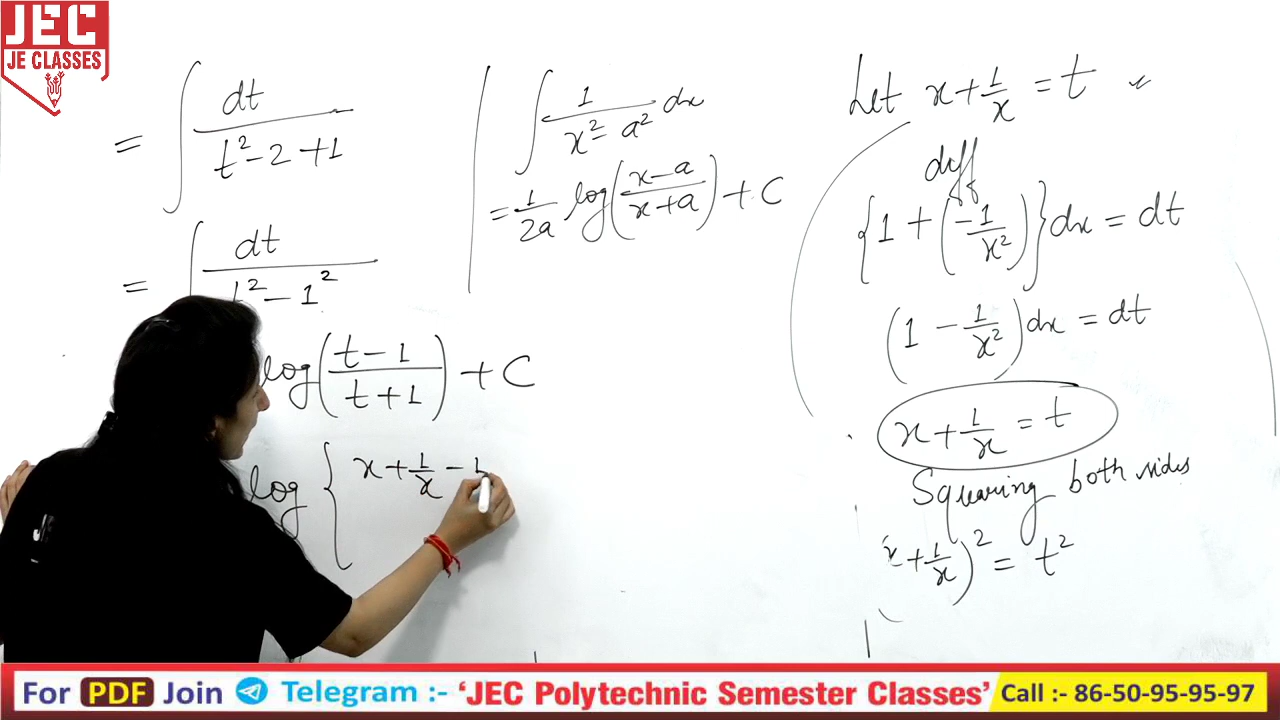 JEC
JE CLASSES
= ∫ dt / (t² - 2 + 1)
= ∫ dt / (t² - 1²)
log((t - 1) / (t + 1)) + C
log { x + 1/x - 1
∫ 1 / (x² - a²) dx
= 1/2a log((x - a) / (x + a)) + C
Let x + 1/x = t
diff
{1 + (-1/x²)} dx = dt
(1 - 1/x²) dx = dt
x + 1/x = t
Squaring both sides
x + 1/x)² = t²
For PDF Join Telegram :- 'JEC Polytechnic Semester Classes' Call :- 86-50-95-95-97